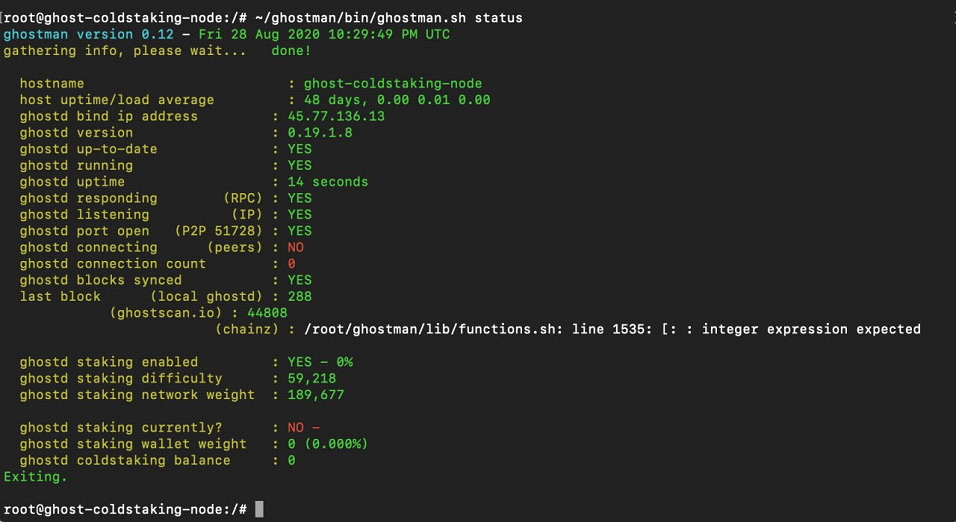 root@ghost-coldstaking-node:/# ~/ghostman/bin/ghostman.sh status
ghostman version 0.12 - Fri 28 Aug 2020 10:29:49 PM UTC
gathering info, please wait... done!
hostname : ghost-coldstaking-node
host uptime/load average : 48 days, 0.00 0.01 0.00
ghostd bind ip address : 45.77.136.13
ghostd version : 0.19.1.8
ghostd up-to-date : YES
ghostd running : YES
ghostd uptime : 14 seconds
ghostd responding (RPC) : YES
ghostd listening (IP) : YES
ghostd port open (P2P 51728) : YES
ghostd connecting (peers) : NO
ghostd connection count : 0
ghostd blocks synced : YES
last block (local ghostd) : 288
(ghostscan.io) : 44808
(chainz) : /root/ghostman/lib/functions.sh: line 1535: [: : integer expression expected
ghostd staking enabled : YES - 0%
ghostd staking difficulty : 59,218
ghostd staking network weight : 189,677
ghostd staking currently? : NO -
ghostd staking wallet weight : 0 (0.000%)
ghostd coldstaking balance : 0
Exiting.
root@ghost-coldstaking-node:/#